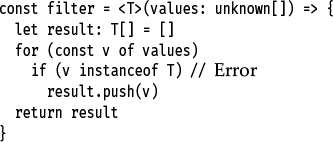 const filter = <T>(values: unknown[]) => {
  let result: T[] = []
  for (const v of values)
    if (v instanceof T) // Error
      result.push(v)
  return result
}